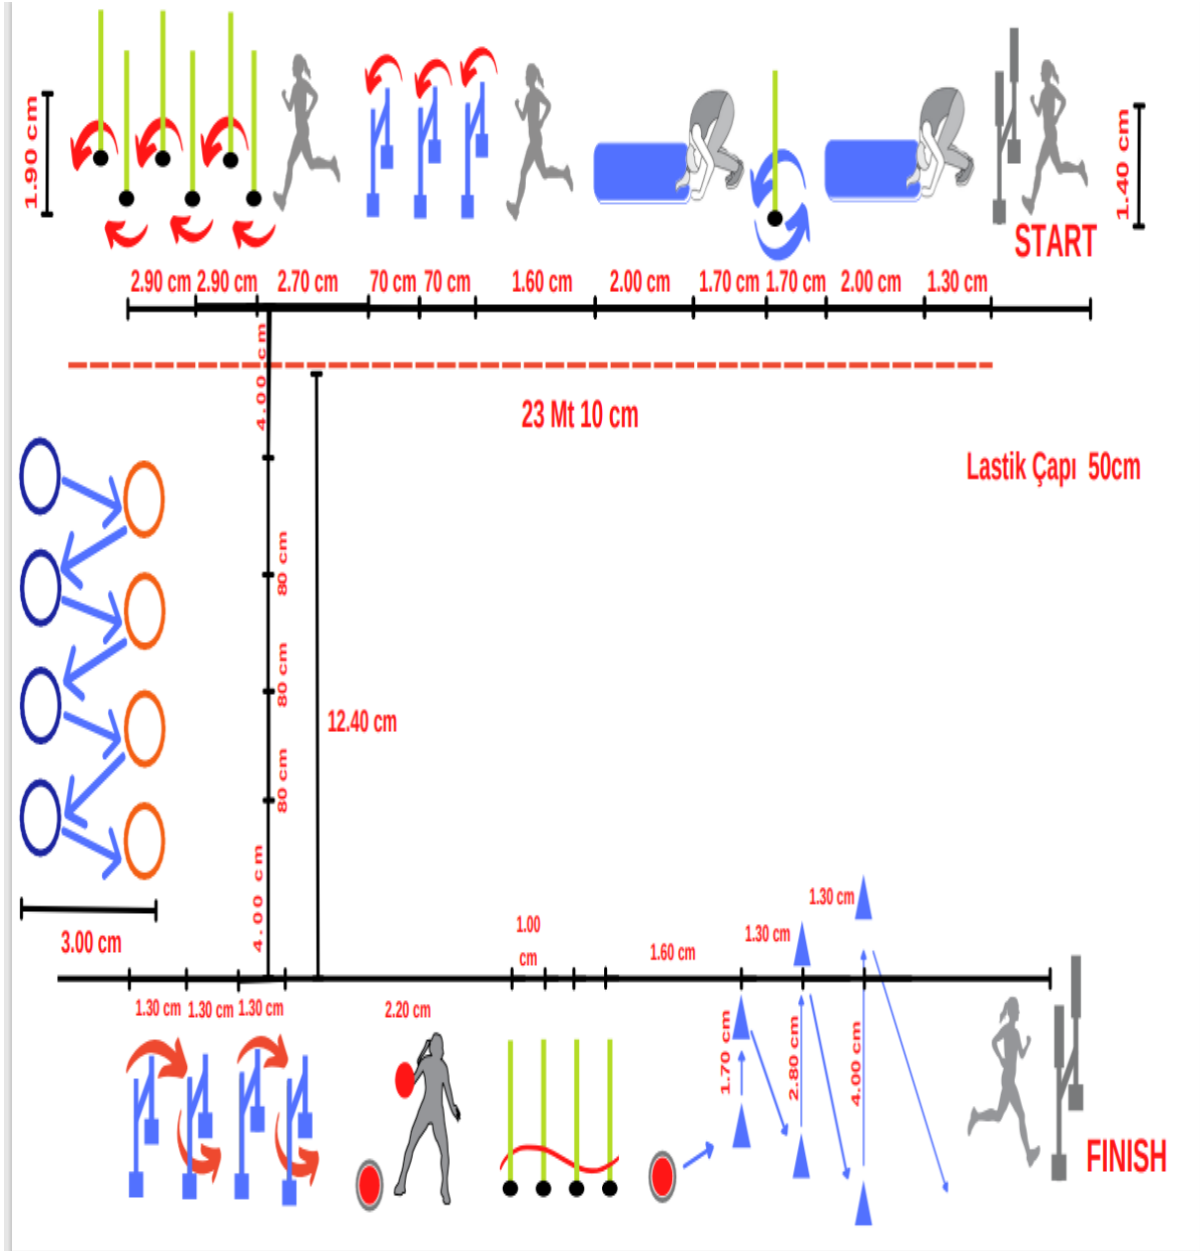 1.90 cm
1.40 cm
START
2.90 cm 2.90 cm 2.70 cm 70 cm 70 cm 1.60 cm 2.00 cm 1.70 cm 1.70 cm 2.00 cm 1.30 cm
4.00 cm
23 Mt 10 cm
Lastik Çapı 50cm
80 cm
80 cm
12.40 cm
80 cm
4.00 cm
3.00 cm
1.00
cm
1.60 cm
1.30 cm
1.30 cm
1.30 cm 1.30 cm 1.30 cm
2.20 cm
1.70 cm
2.80 cm
4.00 cm
FINISH